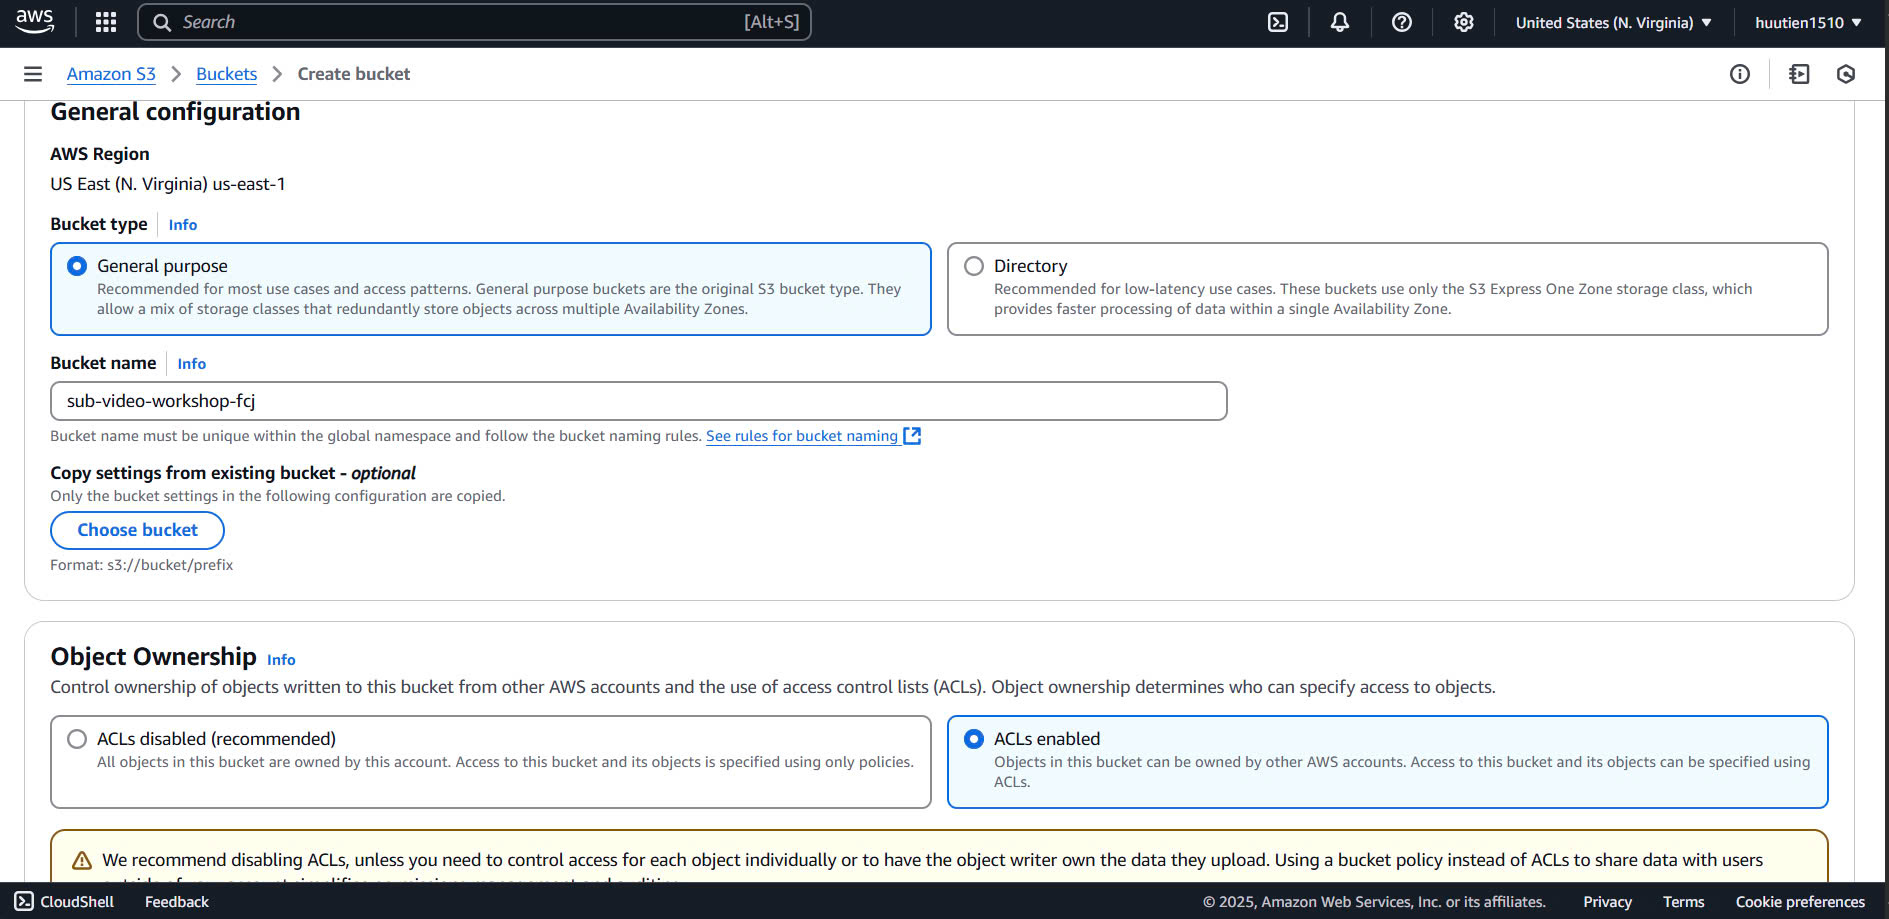 aws
Search
[Alt+S]
United States (N. Virginia)
huutien1510
Amazon S3
Buckets
Create bucket
General configuration
AWS Region
US East (N. Virginia) us-east-1
Bucket type
Info
General purpose
Recommended for most use cases and access patterns. General purpose buckets are the original S3 bucket type. They
allow a mix of storage classes that redundantly store objects across multiple Availability Zones.
Directory
Recommended for low-latency use cases. These buckets use only the S3 Express One Zone storage class, which
provides faster processing of data within a single Availability Zone.
Bucket name
Info
sub-video-workshop-fcj
Bucket name must be unique within the global namespace and follow the bucket naming rules. See rules for bucket naming
Copy settings from existing bucket - optional
Only the bucket settings in the following configuration are copied.
Choose bucket
Format: s3://bucket/prefix
Object Ownership Info
Control ownership of objects written to this bucket from other AWS accounts and the use of access control lists (ACLs). Object ownership determines who can specify access to objects.
ACLs disabled (recommended)
All objects in this bucket are owned by this account. Access to this bucket and its objects is specified using only policies.
ACLs enabled
Objects in this bucket can be owned by other AWS accounts. Access to this bucket and its objects can be specified using
ACLs.
We recommend disabling ACLs, unless you need to control access for each object individually or to have the object writer own the data they upload. Using a bucket policy instead of ACLs to share data with users
CloudShell
Feedback
© 2025, Amazon Web Services, Inc. or its affiliates.
Privacy
Terms
Cookie preferences